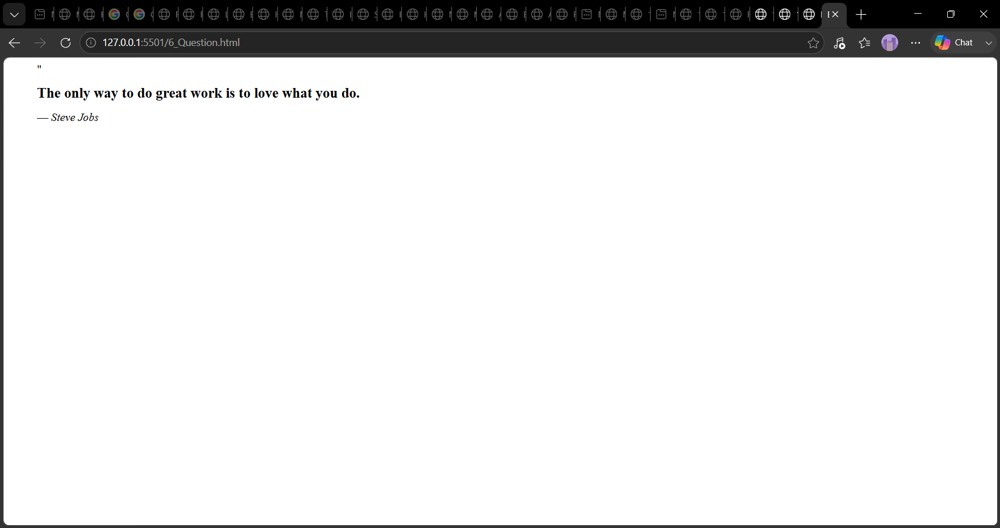 Chat
127.0.0.1:5501/6_Question.html
"
The only way to do great work is to love what you do.
— Steve Jobs